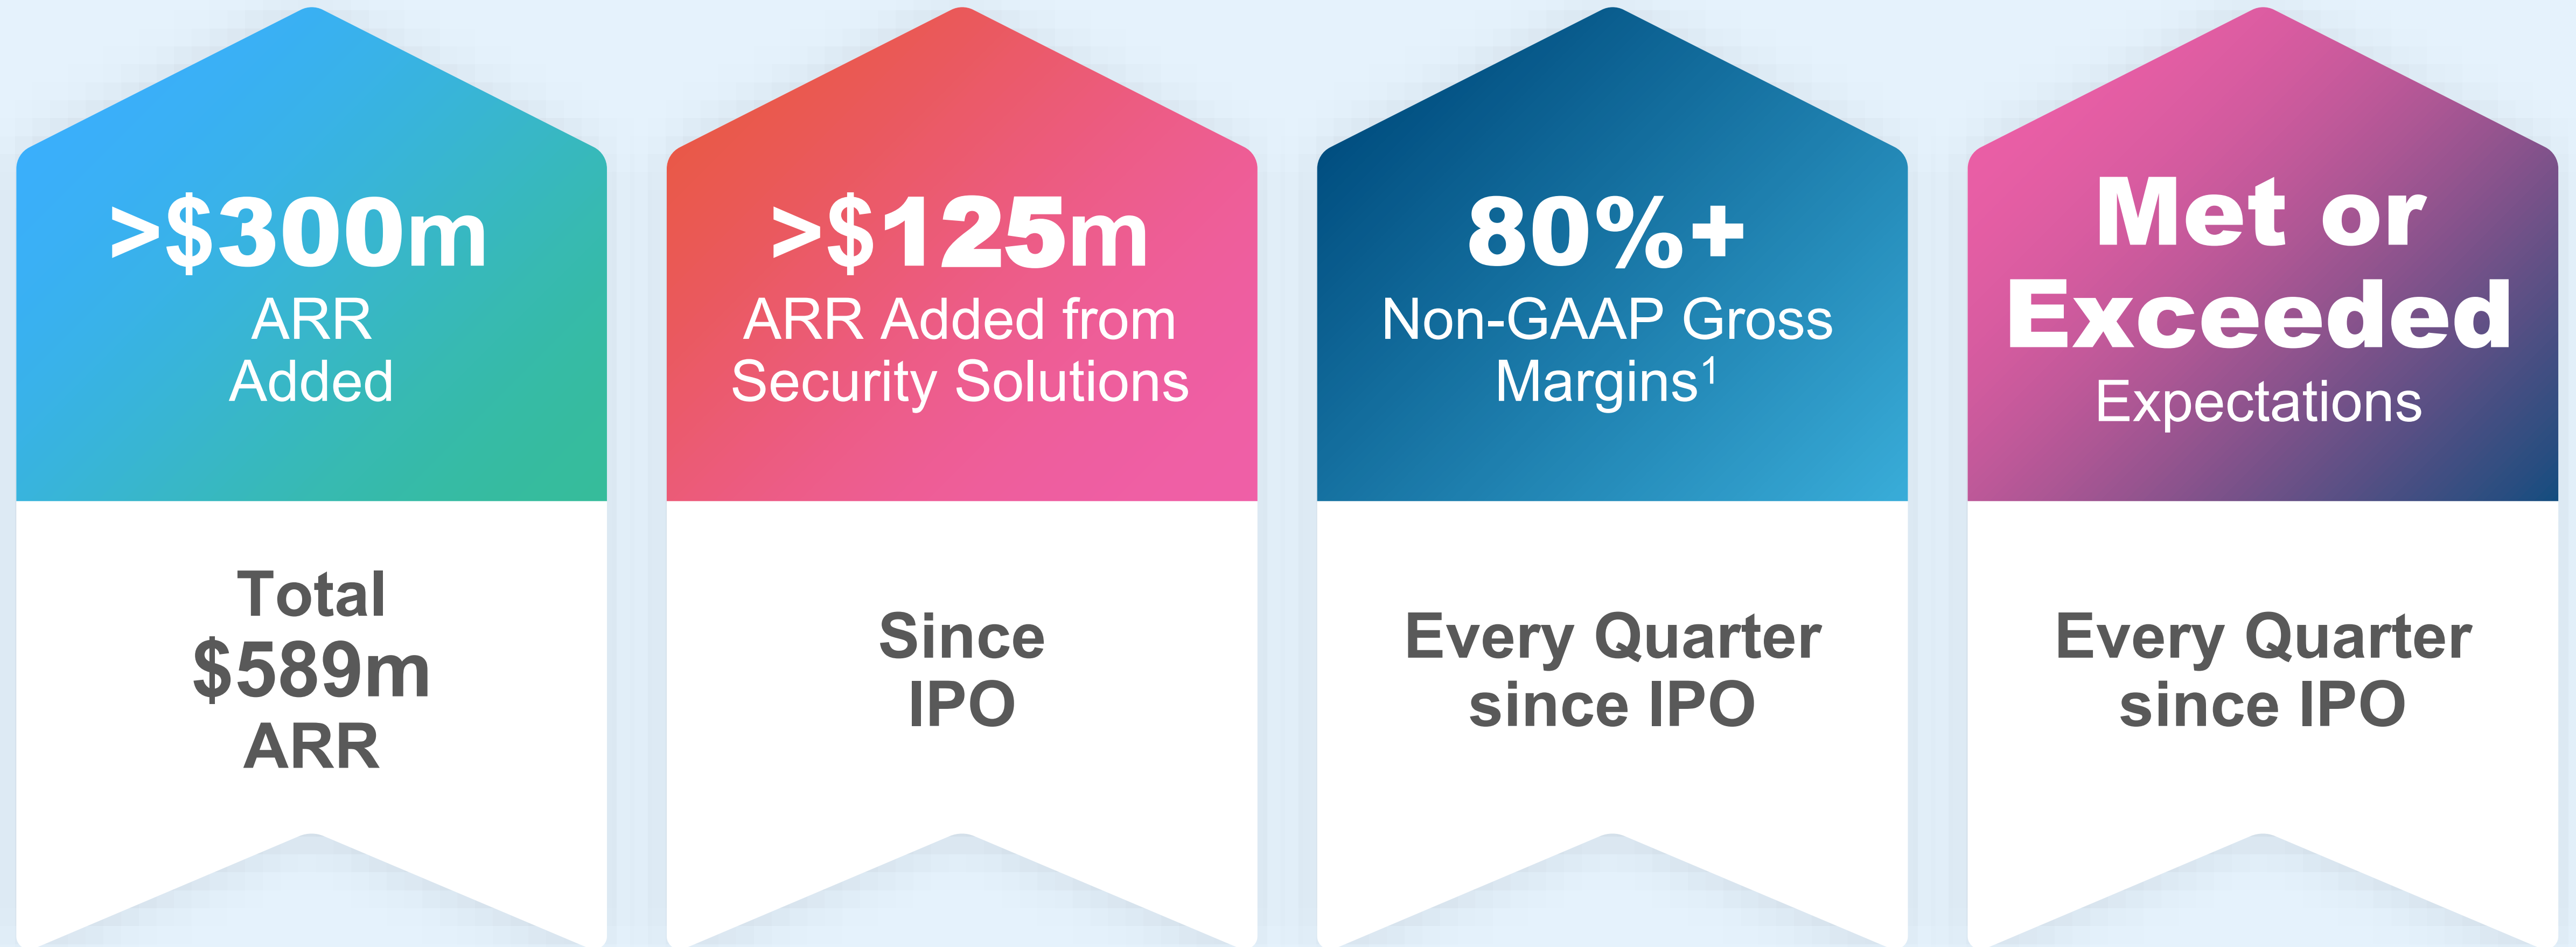 >$300m
ARR
Added
Total
$589m
ARR
>$125m
ARR Added from
Security Solutions
Since
IPO
80%+
Non-GAAP Gross
Margins¹
Every Quarter
since IPO
Met or
Exceeded
Expectations
Every Quarter
since IPO